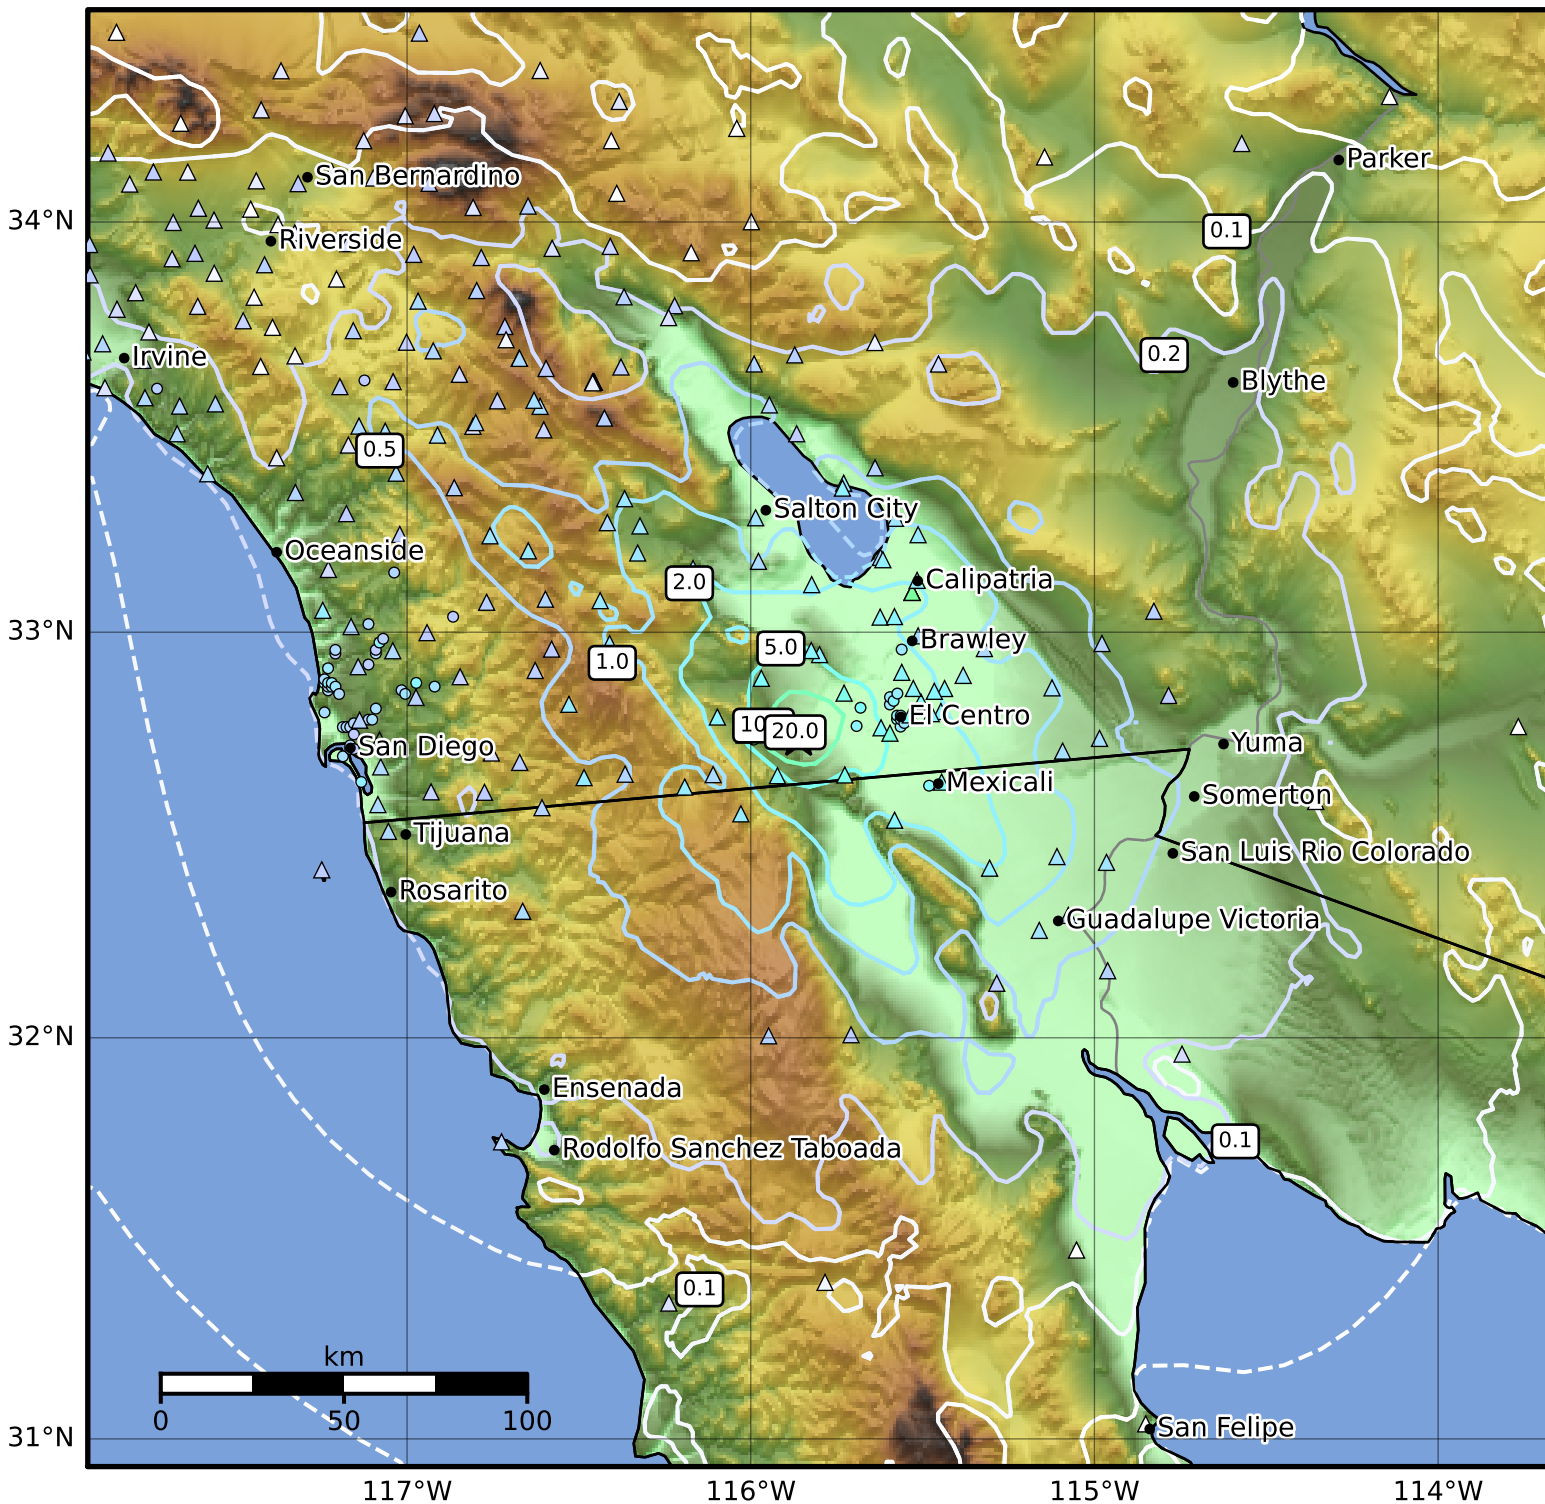 Parker
San Bernardino
34°N
0.1
Riverside
0.2
Irvine
Blythe
0.5
Salton City
Oceanside
2.0
Calipatria
33°N
Brawley
5.0
1.0
El Centro
10
20.0
San Diego
Yuma
Mexicali
Somerton
Tijuana
San Luis Rio Colorado
Rosarito
Guadalupe Victoria
32°N
Ensenada
0.1
Rodolfo Sanchez Taboada
0.1
km
0 50 100
San Felipe
31°N
117°W 116°W 115°W 114°W